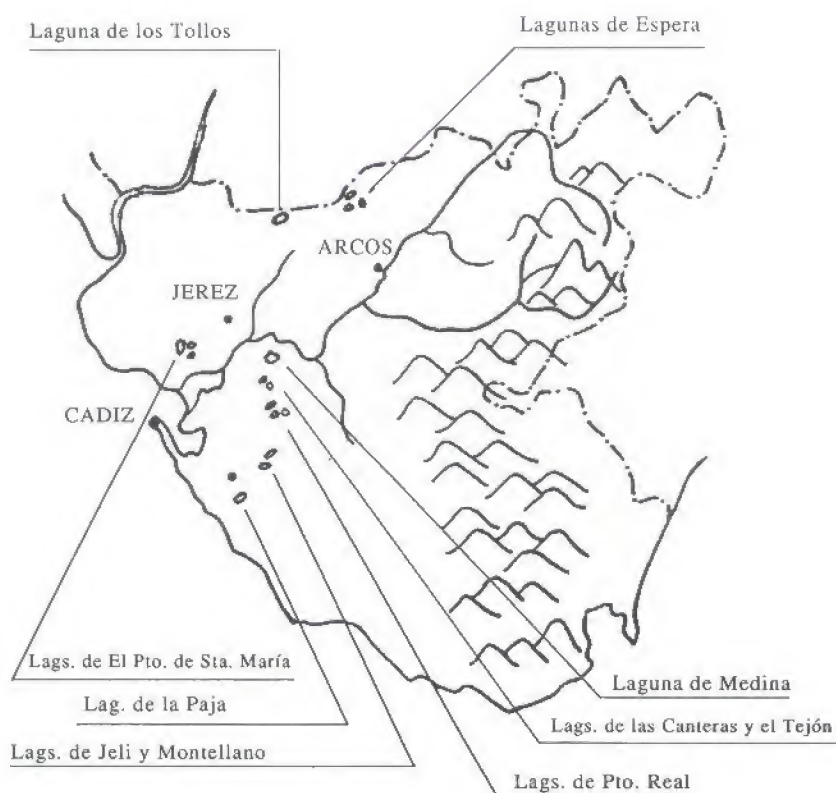 Laguna de los Tollos
Lagunas de Espera
ARCOS
JEREZ
CADIZ
Lags. de El Pto. de Sta. María
Laguna de Medina
Lag. de la Paja
Lags. de las Canteras y el Tejón
Lags. de Jeli y Montellano
Lags. de Pto. Real